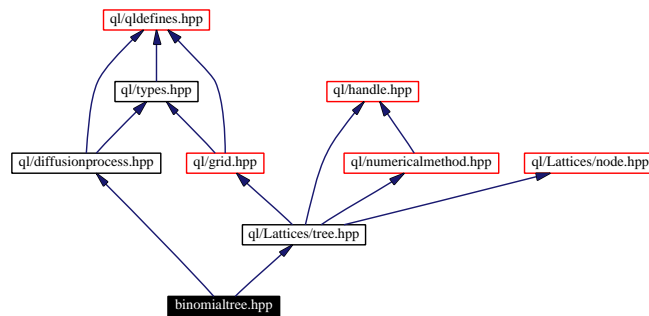 ql/qldefines.hpp
ql/types.hpp
ql/handle.hpp
ql/diffusionprocess.hpp
ql/grid.hpp
ql/numericalmethod.hpp
ql/Lattices/node.hpp
ql/Lattices/tree.hpp
binomialtree.hpp